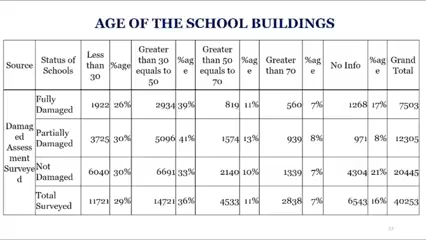 AGE OF THE SCHOOL BUILDINGS
Source Status of Schools Less than 30 %age Greater than 30 equals to 50 %age Greater than 50 equals to 70 %age Greater than 70 %age No Info %age Grand Total
Damaged Assessment Surveyed
Fully Damaged 1922 26% 2934 39% 819 11% 560 7% 1268 17% 7503
Partially Damaged 3725 30% 5096 41% 1574 13% 939 8% 971 8% 12305
Not Damaged 6040 30% 6691 33% 2140 10% 1339 7% 4304 21% 20445
Total Surveyed 11721 29% 14721 36% 4533 11% 2838 7% 6543 16% 40253